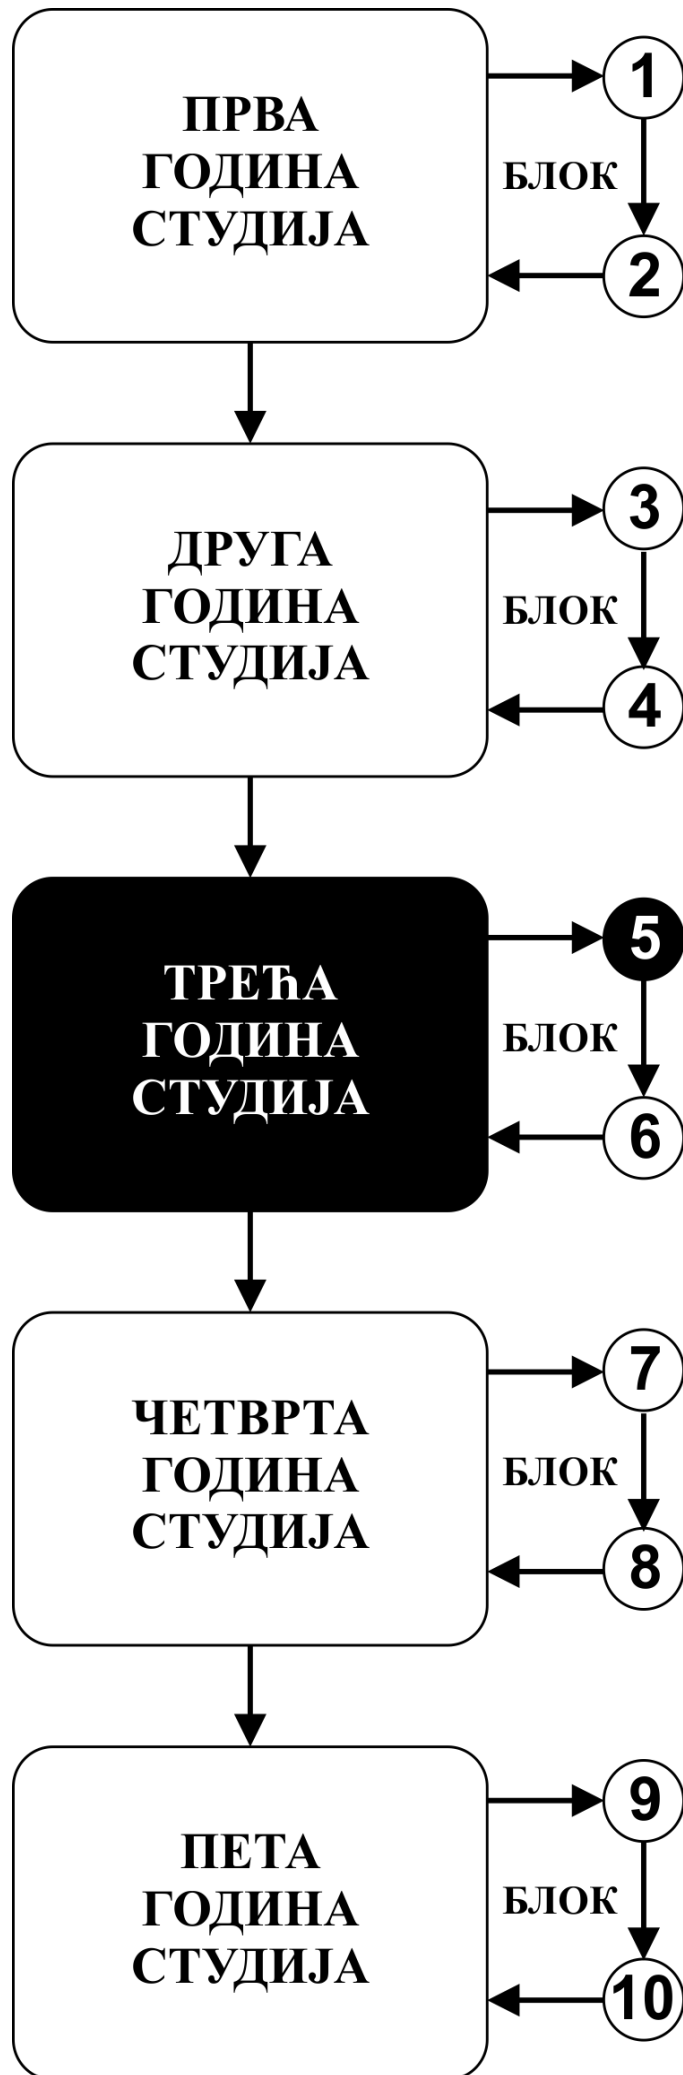 ПРВА
ГОДИНА
СТУДИЈА
1
БЛОК
2
ДРУГА
ГОДИНА
СТУДИЈА
3
БЛОК
4
ТРЕЋА
ГОДИНА
СТУДИЈА
5
БЛОК
6
ЧЕТВРТА
ГОДИНА
СТУДИЈА
7
БЛОК
8
ПЕТА
ГОДИНА
СТУДИЈА
9
БЛОК
10